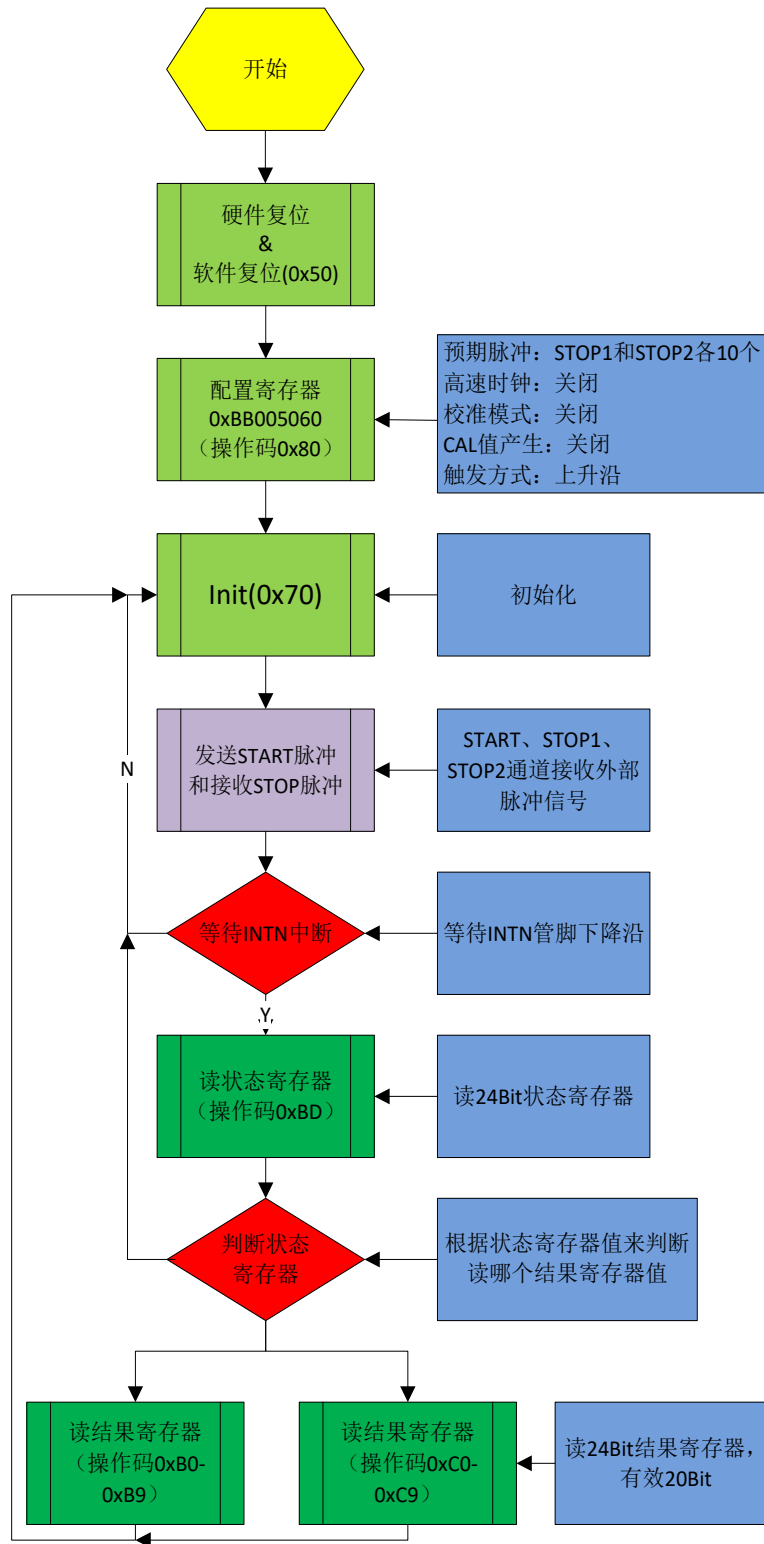 开始
硬件复位
&
软件复位(0x50)
配置寄存器
0xBB005060
（操作码0x80）
预期脉冲：STOP1和STOP2各10个
高速时钟：关闭
校准模式：关闭
CAL值产生：关闭
触发方式：上升沿
Init(0x70)
初始化
发送START脉冲
和接收STOP脉冲
START、STOP1、
STOP2通道接收外部
脉冲信号
N
等待INTN中断
等待INTN管脚下降沿
Y
读状态寄存器
（操作码0xBD）
读24Bit状态寄存器
判断状态
寄存器
根据状态寄存器值来判断
读哪个结果寄存器值
读结果寄存器
（操作码0xB0-
0xB9）
读结果寄存器
（操作码0xC0-
0xC9）
读24Bit结果寄存器，
有效20Bit